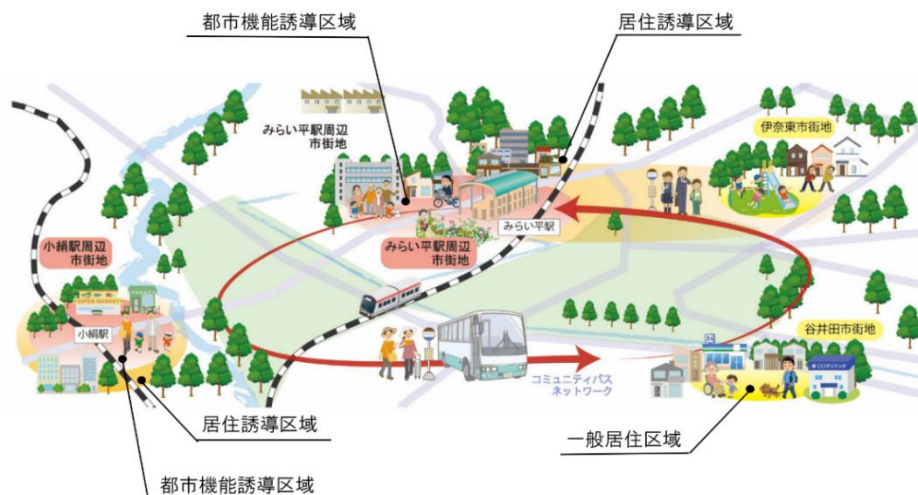 都市機能誘導区域
居住誘導区域
みらい平駅周辺
市街地
伊奈東市街地
みらい平駅
小絹駅周辺
市街地
みらい平駅周辺
市街地
SUPER MARKET
小絹駅
谷井田市街地
コミュニティバス
ネットワーク
居住誘導区域
一般居住区域
都市機能誘導区域